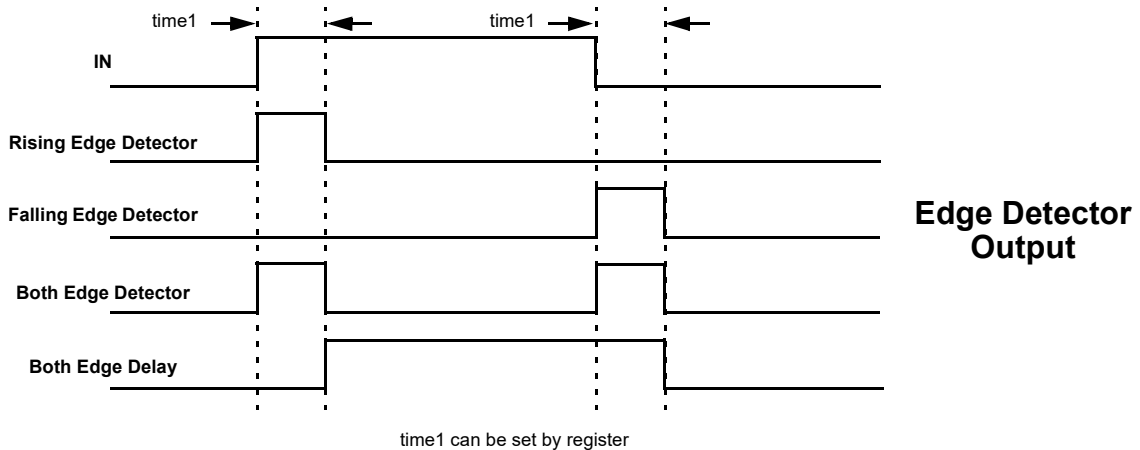 time1
time1
IN
Rising Edge Detector
Falling Edge Detector
Edge Detector
Output
Both Edge Detector
Both Edge Delay
time1 can be set by register